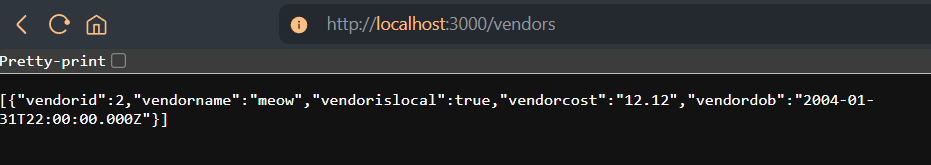 http://localhost:3000/vendors
Pretty-print
[{"vendorid":2,"vendorname":"meow","vendorislocal":true,"vendorcost":"12.12","vendordob":"2004-01-
31T22:00:00.000Z"}]